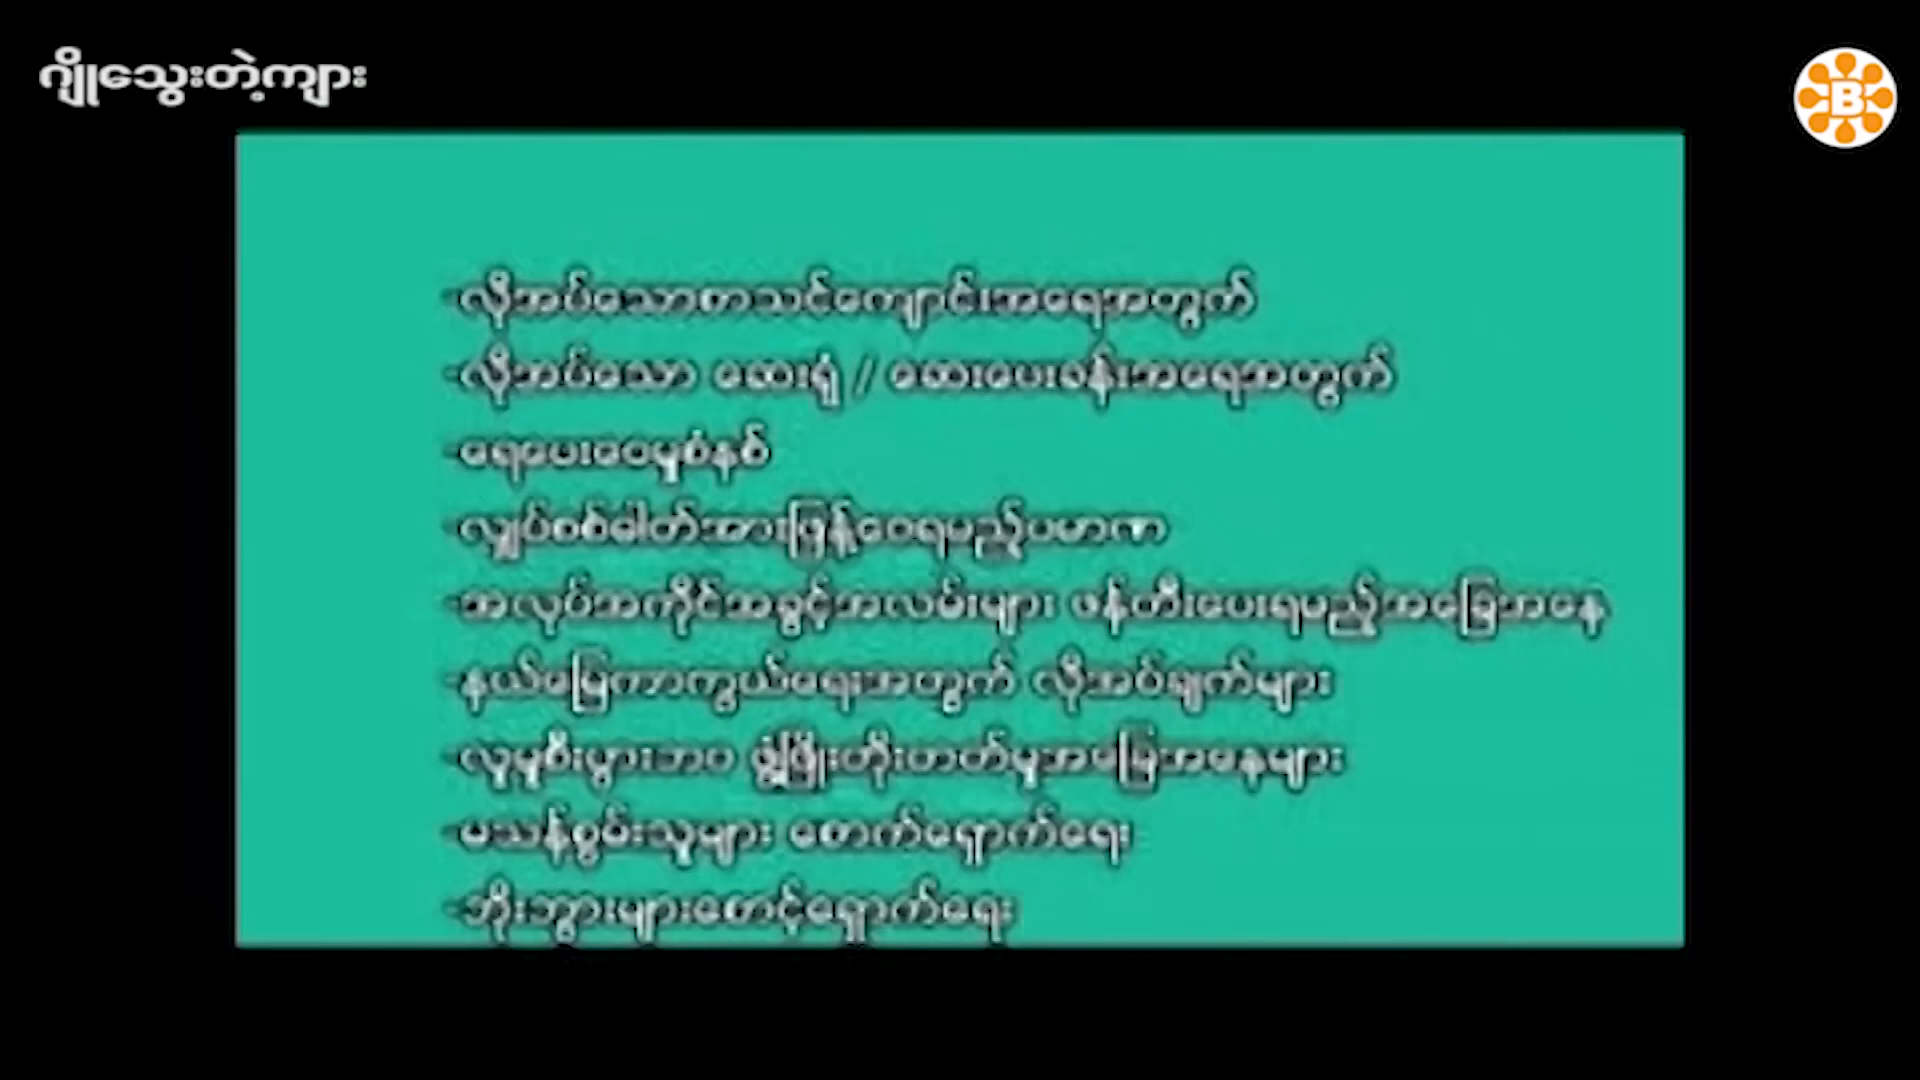 ဂျိုသွေးတဲ့ကျား
B
-လိုအပ်သောစာသင်ကျောင်းအရေအတွက်
-လိုအပ်သော ဆေးရုံ / ဆေးပေးခန်းအရေအတွက်
-ရေပေးဝေမှုစံနစ်
-လျှပ်စစ်ဓါတ်အားဖြန့်ဝေရမည့်ပမာဏ
-အလုပ်အကိုင်အခွင့်အလမ်းများ ဖန်တီးပေးရမည့်အခြေအနေ
-နယ်မြေကာကွယ်ရေးအတွက် လိုအပ်ချက်များ
-လူမှုစီးပွားဘဝ ဖွံ့ဖြိုးတိုးတတ်မှုအခြေအနေများ
-မသန်စွမ်းသူများ စောက်ရှောက်ရေး
-ဘိုးဘွားများစောင့်ရှောက်ရေး